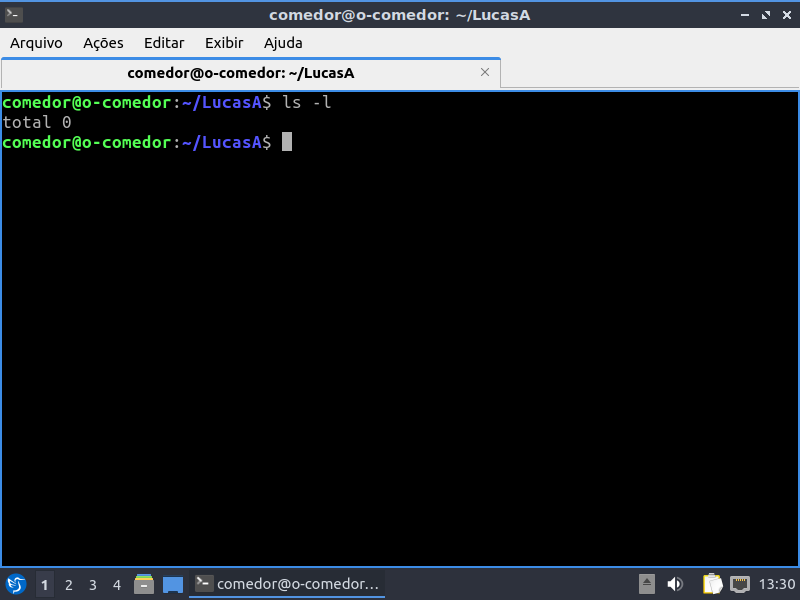 comedor@o-comedor: ~/LucasA
Arquivo Ações Editar Exibir Ajuda
comedor@o-comedor: ~/LucasA
comedor@o-comedor:~/LucasA$ ls -l
total 0
comedor@o-comedor:~/LucasA$
1 2 3 4 comedor@o-comedor... 13:30